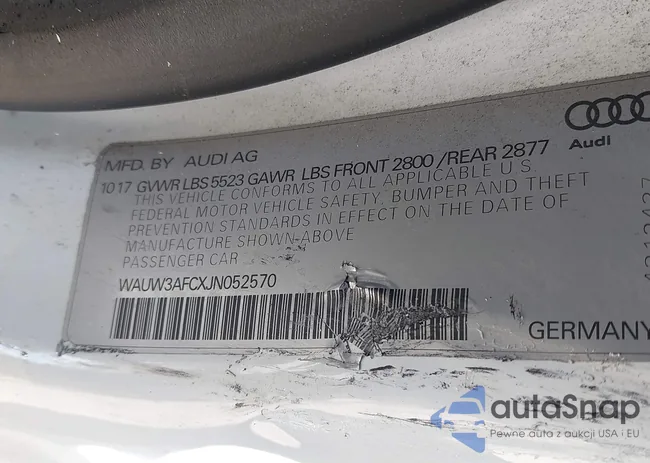 MFD. BY AUDI AG
10 17 GVWR LBS 5523 GAWR LBS FRONT 2800 /REAR 2877
THIS VEHICLE CONFORMS TO ALL APPLICABLE U.S.
FEDERAL MOTOR VEHICLE SAFETY, BUMPER AND THEFT
PREVENTION STANDARDS IN EFFECT ON THE DATE OF
MANUFACTURE SHOWN ABOVE
PASSENGER CAR
WAUW3AFCXJN052570
Audi
GERMANY
autoSnap
Pewne auta z aukcji USA i EU